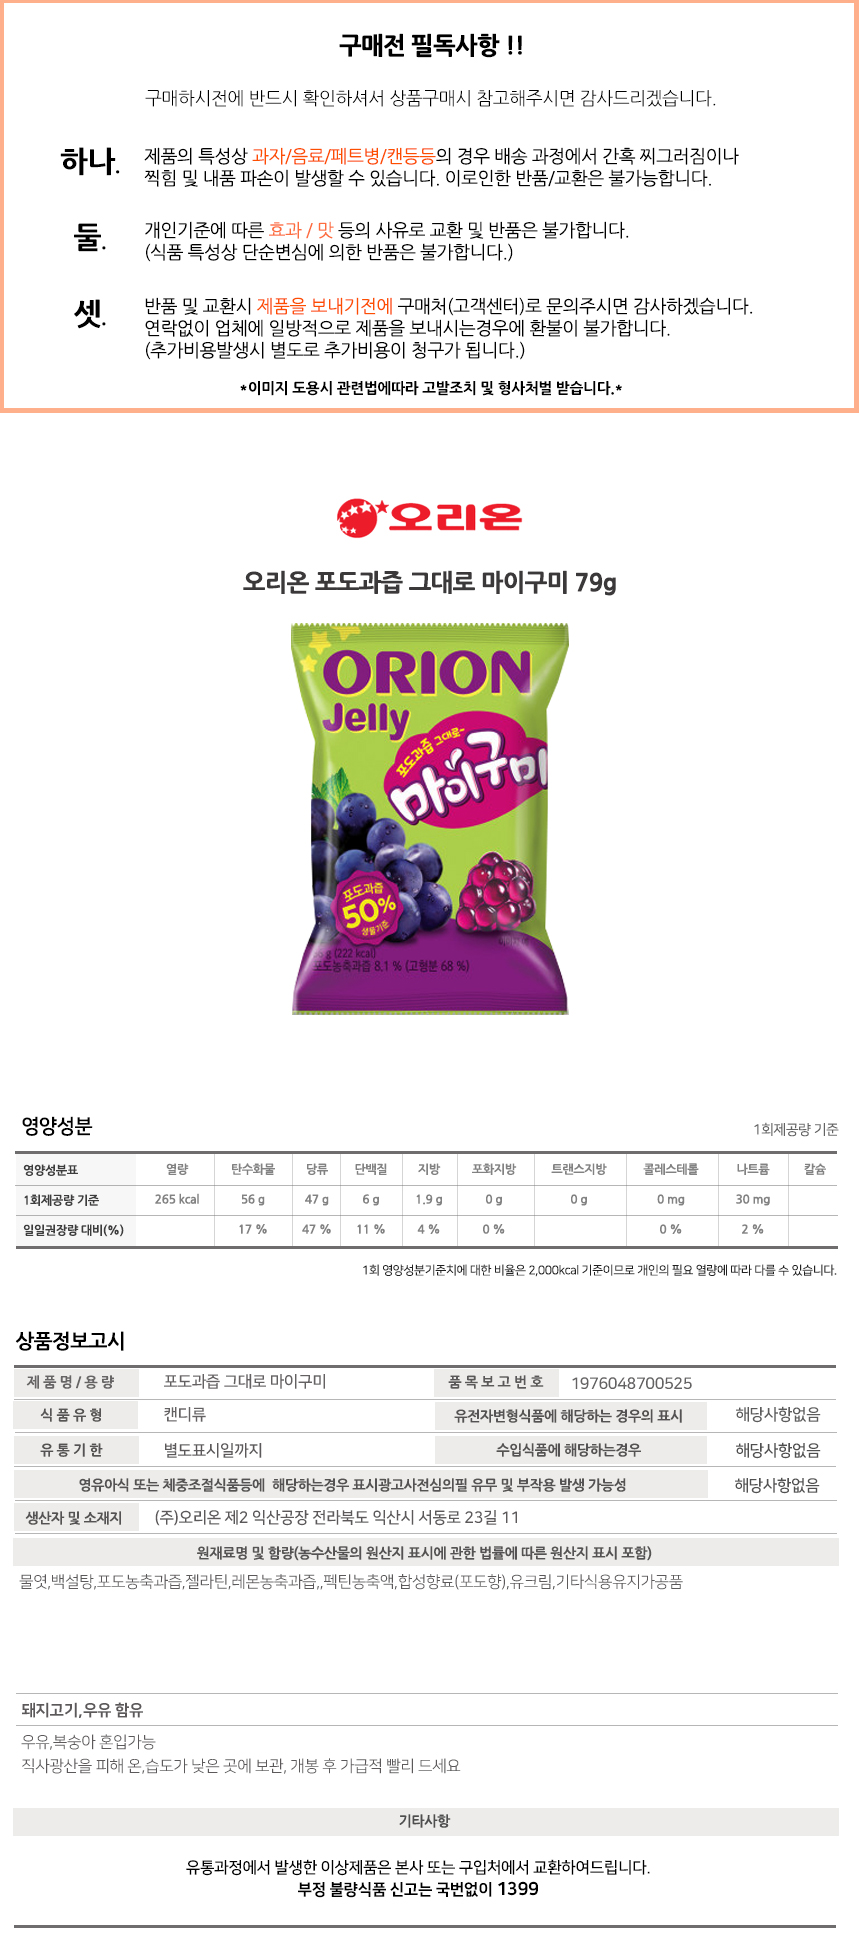 구매전 필독사항 !!
구매하시전에 반드시 확인하셔서 상품구매시 참고해주시면 감사드리겠습니다.
하나. 제품의 특성상 과자/음료/페트병/캔등등의 경우 배송 과정에서 간혹 찌그러짐이나
찍힘 및 내품 파손이 발생할 수 있습니다. 이로인한 반품/교환은 불가능합니다.
둘. 개인기준에 따른 효과 / 맛 등의 사유로 교환 및 반품은 불가합니다.
(식품 특성상 단순변심에 의한 반품은 불가합니다.)
셋. 반품 및 교환시 제품을 보내기전에 구매처(고객센터)로 문의주시면 감사하겠습니다.
연락없이 업체에 일방적으로 제품을 보내시는경우에 환불이 불가합니다.
(추가비용발생시 별도로 추가비용이 청구가 됩니다.)
*이미지 도용시 관련법에따라 고발조치 및 형사처벌 받습니다.*
오리온
오리온 포도과즙 그대로 마이구미 79g
ORION
Jelly
포도과즙 그대로~
마이구미
포도과즙
50%
생물기준
g (222 kcal)
포도농축과즙 8.1 % (고형분 68 %)
영양성분
1회제공량 기준
영양성분표 열량 탄수화물 당류 단백질 지방 포화지방 트랜스지방 콜레스테롤 나트륨 칼슘
1회제공량 기준 265 kcal 56 g 47 g 6 g 1.9 g 0 g 0 g 0 mg 30 mg
일일권장량 대비(%) 17 % 47 % 11 % 4 % 0 % 0 % 2 %
1회 영양성분기준치에 대한 비율은 2,000kcal 기준이므로 개인의 필요 열량에 따라 다를 수 있습니다.
상품정보고시
제품명/용량 포도과즙 그대로 마이구미 품목보고번호 1976048700525
식품유형 캔디류 유전자변형식품에 해당하는 경우의 표시 해당사항없음
유통기한 별도표시일까지 수입식품에 해당하는경우 해당사항없음
영유아식 또는 체중조절식품등에 해당하는경우 표시광고사전심의필 유무 및 부작용 발생 가능성 해당사항없음
생산자 및 소재지 (주)오리온 제2 익산공장 전라북도 익산시 서동로 23길 11
원재료명 및 함량(농수산물의 원산지 표시에 관한 법률에 따른 원산지 표시 포함)
물엿,백설탕,포도농축과즙,젤라틴,레몬농축과즙,,펙틴농축액,합성향료(포도향),유크림,기타식용유지가공품
돼지고기,우유 함유
우유,복숭아 혼입가능
직사광산을 피해 온,습도가 낮은 곳에 보관, 개봉 후 가급적 빨리 드세요
기타사항
유통과정에서 발생한 이상제품은 본사 또는 구입처에서 교환하여드립니다.
부정 불량식품 신고는 국번없이 1399